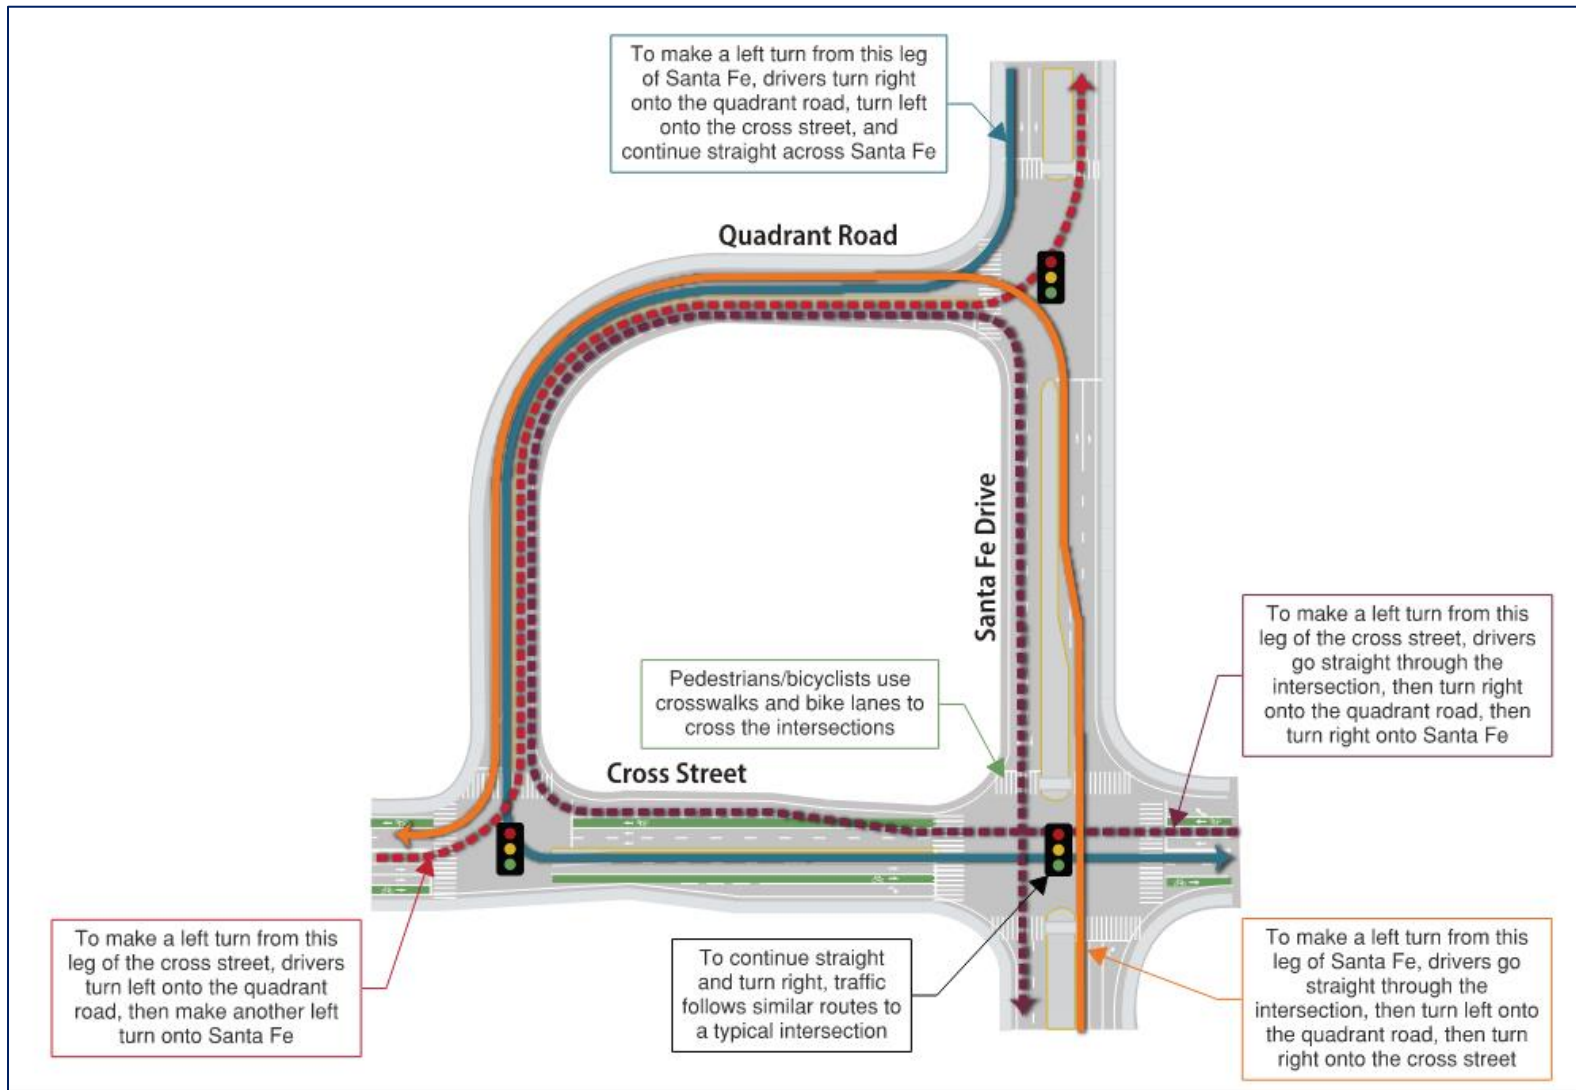 To make a left turn from this leg
of Santa Fe, drivers turn right
onto the quadrant road, turn left
onto the cross street, and
continue straight across Santa Fe
Quadrant Road
Santa Fe Drive
To make a left turn from this
leg of the cross street, drivers
go straight through the
intersection, then turn right
onto the quadrant road, then
turn right onto Santa Fe
Pedestrians/bicyclists use
crosswalks and bike lanes to
cross the intersections
Cross Street
To make a left turn from this
leg of the cross street, drivers
turn left onto the quadrant
road, then make another left
turn onto Santa Fe
To continue straight
and turn right, traffic
follows similar routes to
a typical intersection
To make a left turn from this
leg of Santa Fe, drivers go
straight through the
intersection, then turn left onto
the quadrant road, then turn
right onto the cross street